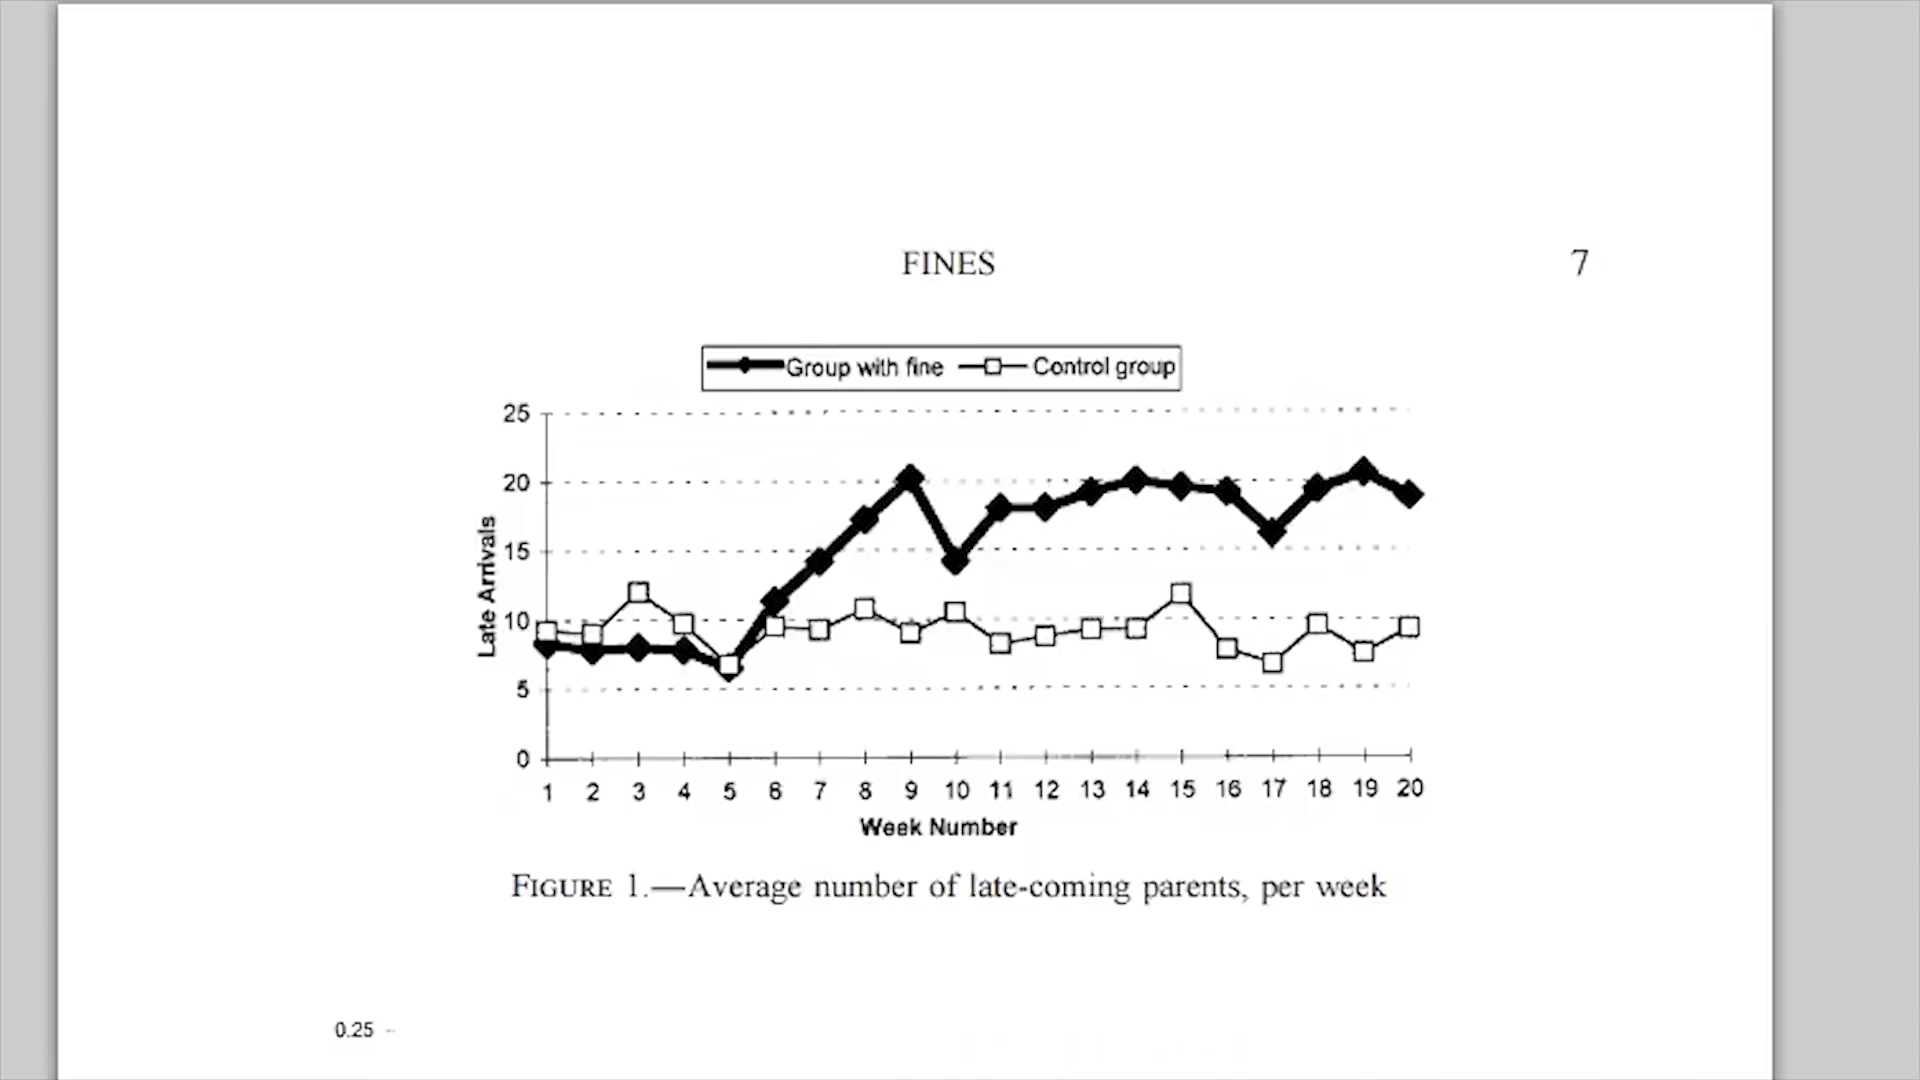 FINES 7
Group with fine Control group
25
20
15
10
5
0
Late Arrivals
1 2 3 4 5 6 7 8 9 10 11 12 13 14 15 16 17 18 19 20
Week Number
FIGURE 1.—Average number of late-coming parents, per week
0.25